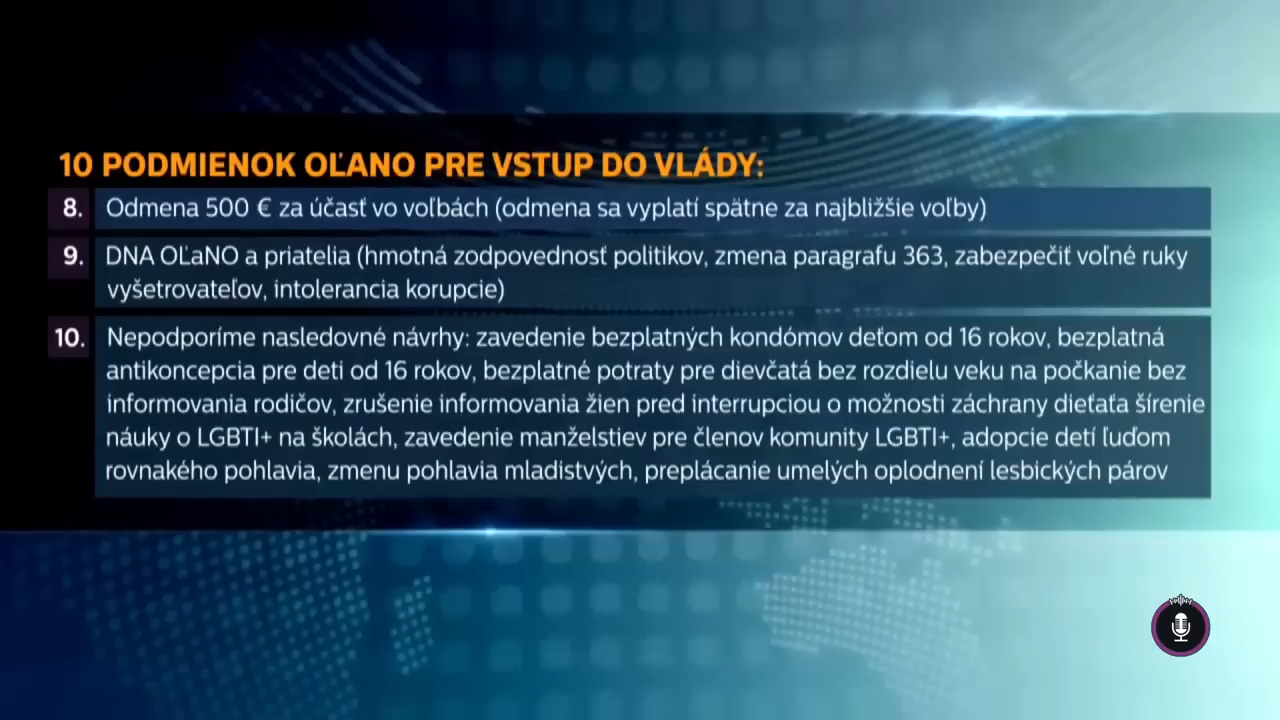 10 PODMIENOK OĽANO PRE VSTUP DO VLÁDY:
8. Odmena 500 € za účasť vo voľbách (odmena sa vyplatí spätne za najbližšie voľby)
9. DNA OĽaNO a priatelia (hmotná zodpovednosť politikov, zmena paragrafu 363, zabezpečiť voľné ruky
vyšetrovateľov, intolerancia korupcie)
10. Nepodporíme nasledovné návrhy: zavedenie bezplatných kondómov deťom od 16 rokov, bezplatná
antikoncepcia pre deti od 16 rokov, bezplatné potraty pre dievčatá bez rozdielu veku na počkanie bez
informovania rodičov, zrušenie informovania žien pred interrupciou o možnosti záchrany dieťaťa šírenie
náuky o LGBTI+ na školách, zavedenie manželstiev pre členov komunity LGBTI+, adopcie detí ľuďom
rovnakého pohlavia, zmenu pohlavia mladistvých, preplácanie umelých oplodnení lesbických párov